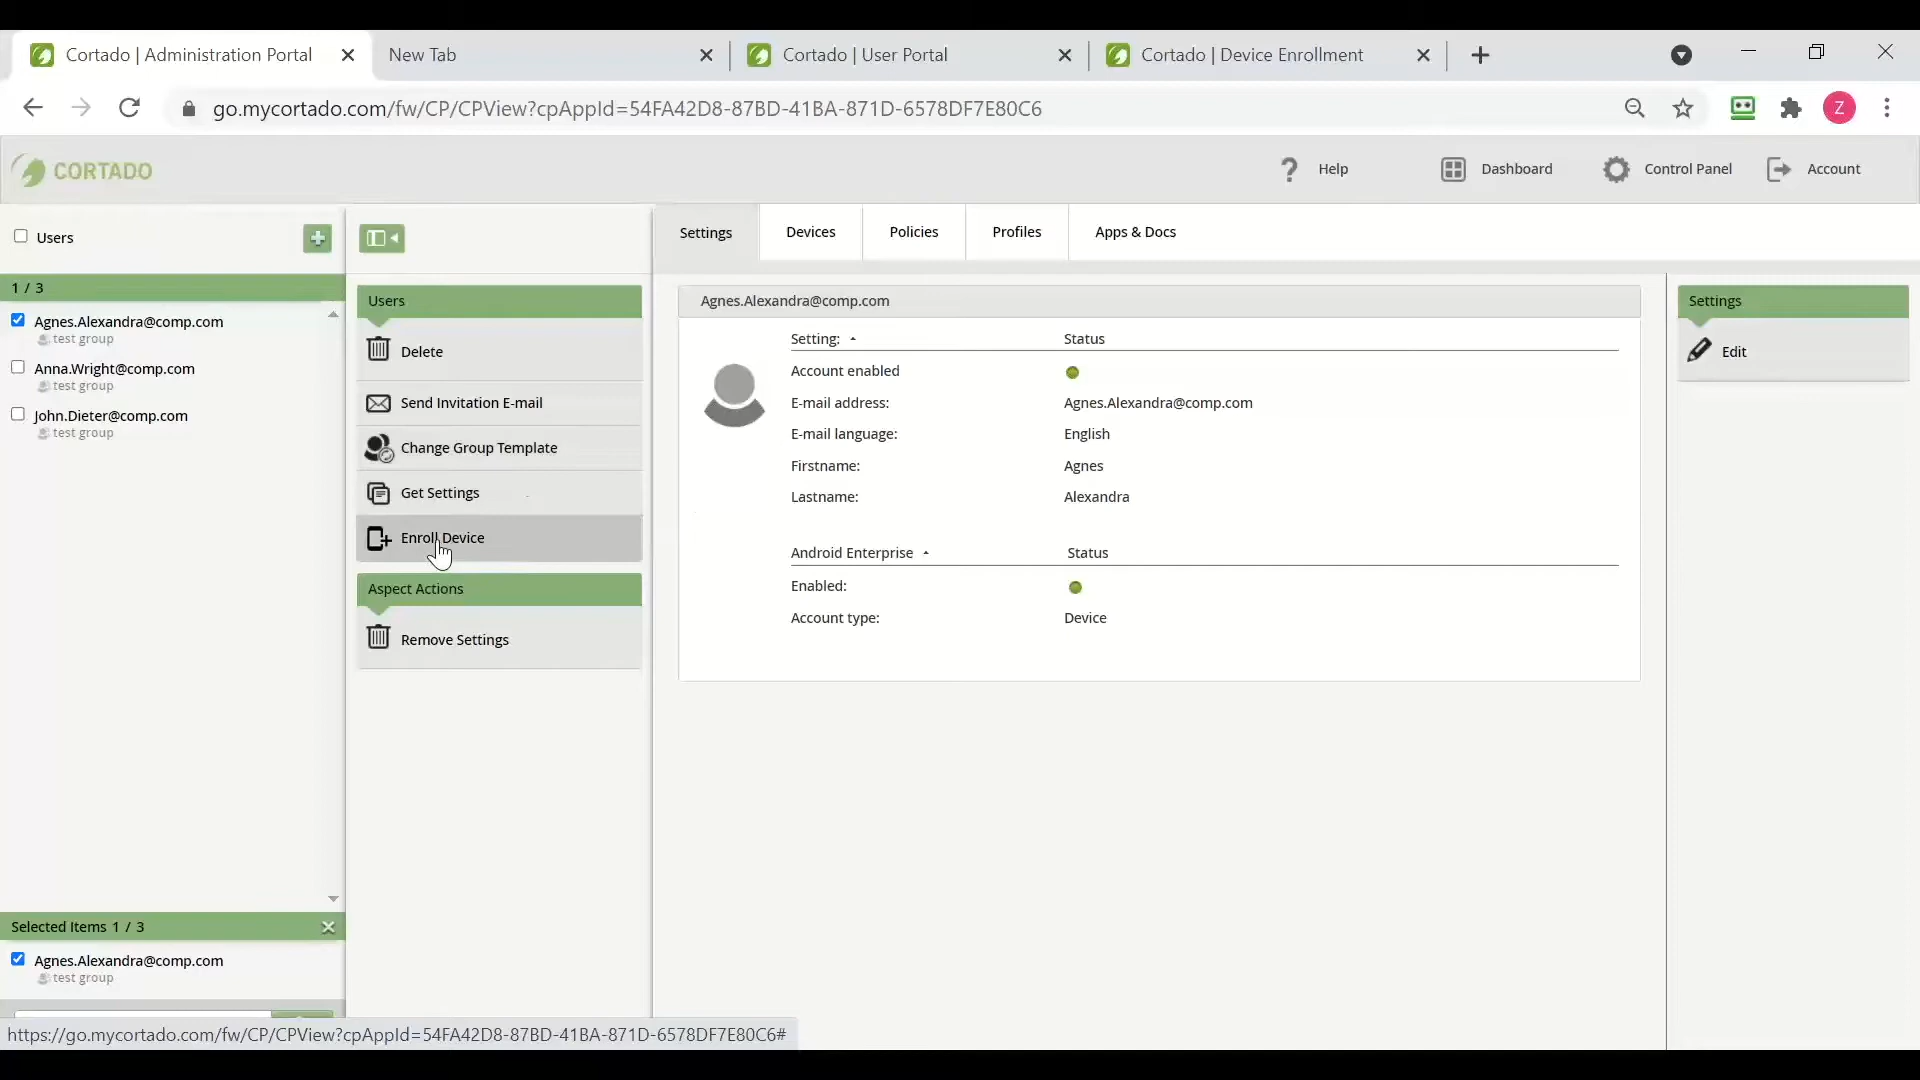 Cortado | Administration Portal
New Tab
Cortado | User Portal
Cortado | Device Enrollment
go.mycortado.com/fw/CP/CPView?cpAppId=54FA42D8-87BD-41BA-871D-6578DF7E80C6
Z
CORTADO
Help
Dashboard
Control Panel
Account
Users
1 / 3
Agnes.Alexandra@comp.com
test group
Anna.Wright@comp.com
test group
John.Dieter@comp.com
test group
Selected Items 1 / 3
Agnes.Alexandra@comp.com
test group
Users
Delete
Send Invitation E-mail
Change Group Template
Get Settings
Enroll Device
Aspect Actions
Remove Settings
Settings
Devices
Policies
Profiles
Apps & Docs
Agnes.Alexandra@comp.com
Setting: Status
Account enabled
E-mail address: Agnes.Alexandra@comp.com
E-mail language: English
Firstname: Agnes
Lastname: Alexandra
Android Enterprise Status
Enabled:
Account type: Device
Settings
Edit
https://go.mycortado.com/fw/CP/CPView?cpAppId=54FA42D8-87BD-41BA-871D-6578DF7E80C6#